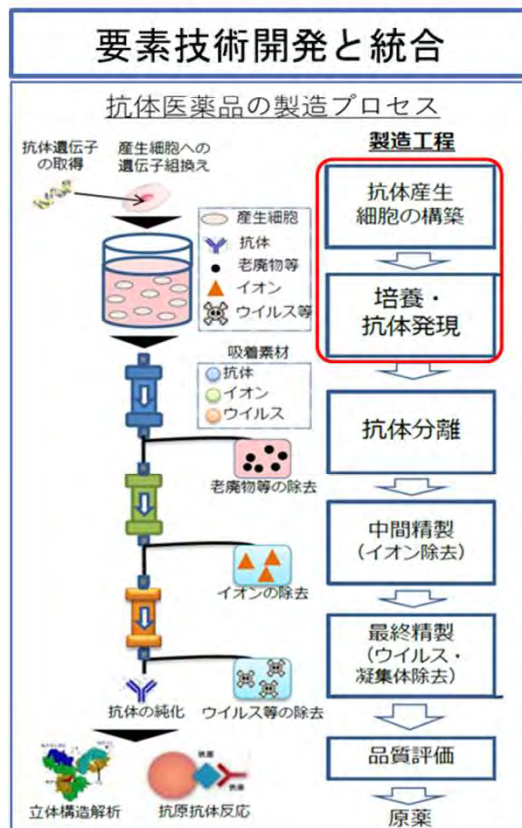 要素技術開発と統合
抗体医薬品の製造プロセス
抗体遺伝子
の取得
産生細胞への
遺伝子組換え
産生細胞
抗体
老廃物等
イオン
ウイルス等
吸着素材
抗体
イオン
ウイルス
老廃物等の除去
イオンの除去
抗体の純化
ウイルス等の除去
立体構造解析
抗原
抗体
抗原抗体反応
製造工程
抗体産生
細胞の構築
培養・
抗体発現
抗体分離
中間精製
(イオン除去)
最終精製
(ウイルス・
凝集体除去)
品質評価
原薬